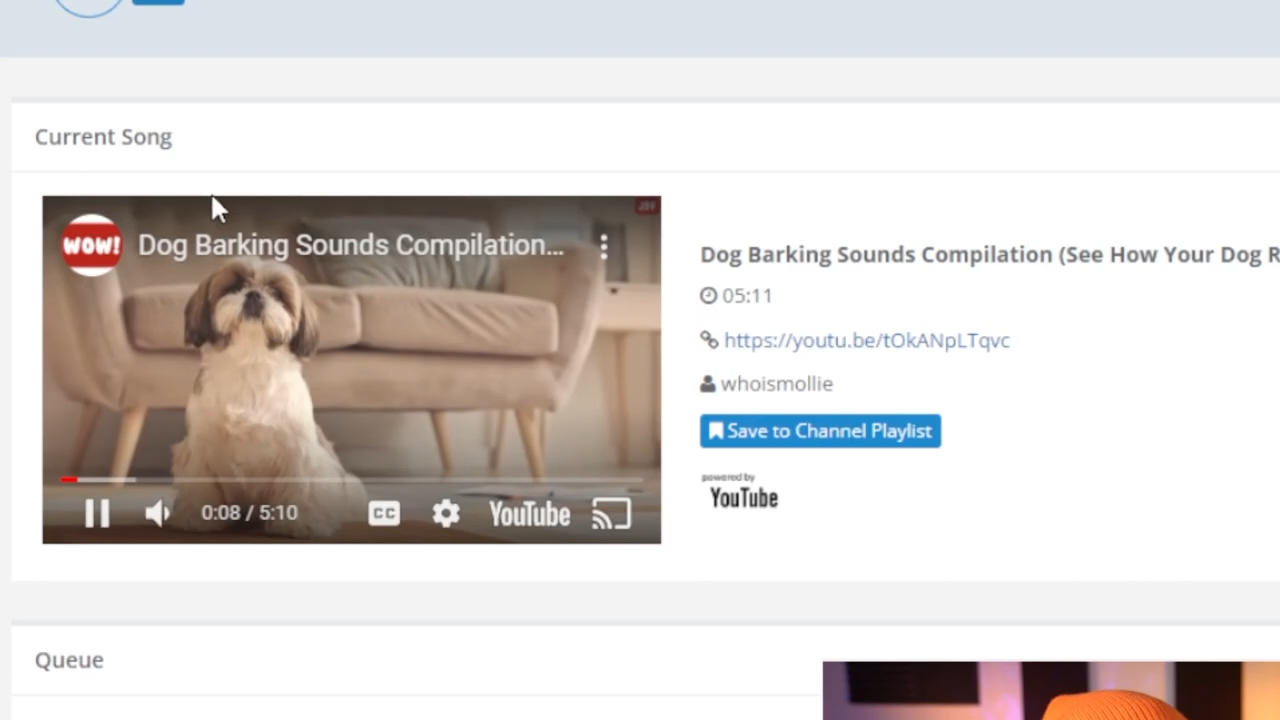 Current Song
WOW!
Dog Barking Sounds Compilation...
0:08 / 5:10
CC
YouTube
Dog Barking Sounds Compilation (See How Your Dog R
05:11
https://youtu.be/tOkANpLTqvc
whoismollie
Save to Channel Playlist
powered by
YouTube
Queue